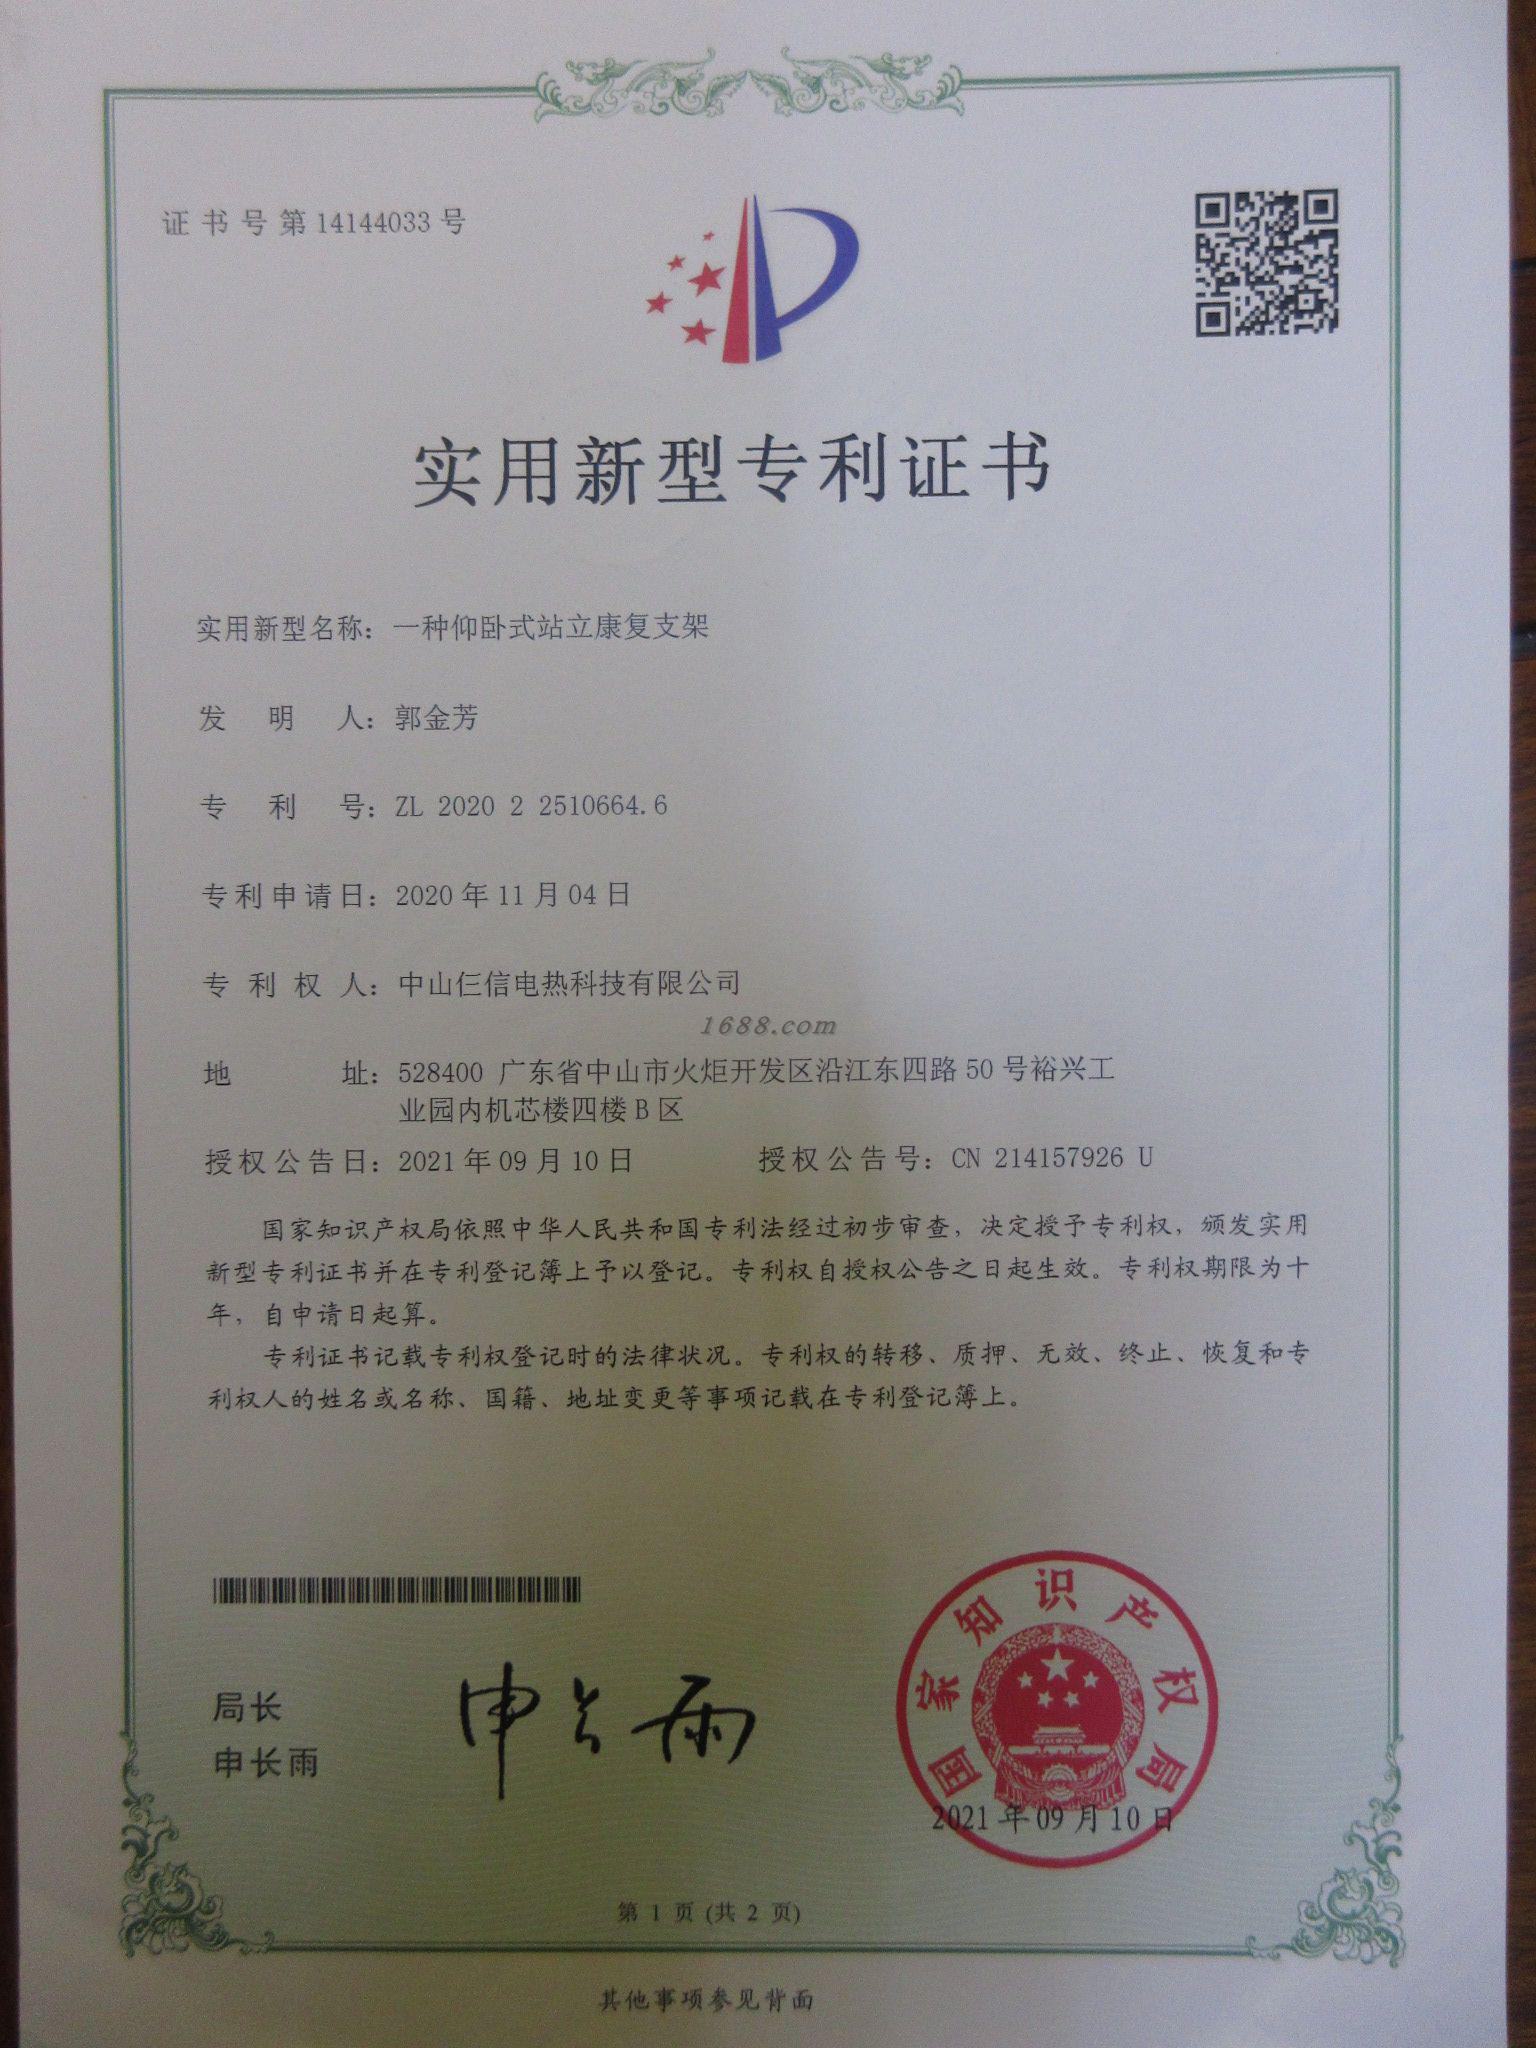 证书号第14144033号
实用新型专利证书
实用新型名称：一种仰卧式站立康复支架
发明人：郭金芳
专利号：ZL 2020 2 2510664.6
专利申请日：2020年11月04日
专利权人：中山仨信电热科技有限公司
1688.com
地址：528400 广东省中山市火炬开发区沿江东四路50号裕兴工
业园内机芯楼四楼B区
授权公告日：2021年09月10日 授权公告号：CN 214157926 U
国家知识产权局依照中华人民共和国专利法经过初步审查，决定授予专利权，颁发实用
新型专利证书并在专利登记簿上予以登记。专利权自授权公告之日起生效。专利权期限为十
年，自申请日起算。
专利证书记载专利权登记时的法律状况。专利权的转移、质押、无效、终止、恢复和专
利权人的姓名或名称、国籍、地址变更等事项记载在专利登记簿上。
局长
申长雨
申长雨
国家知识产权局
2021年09月10日
第 1 页 (共 2 页)
其他事项参见背面